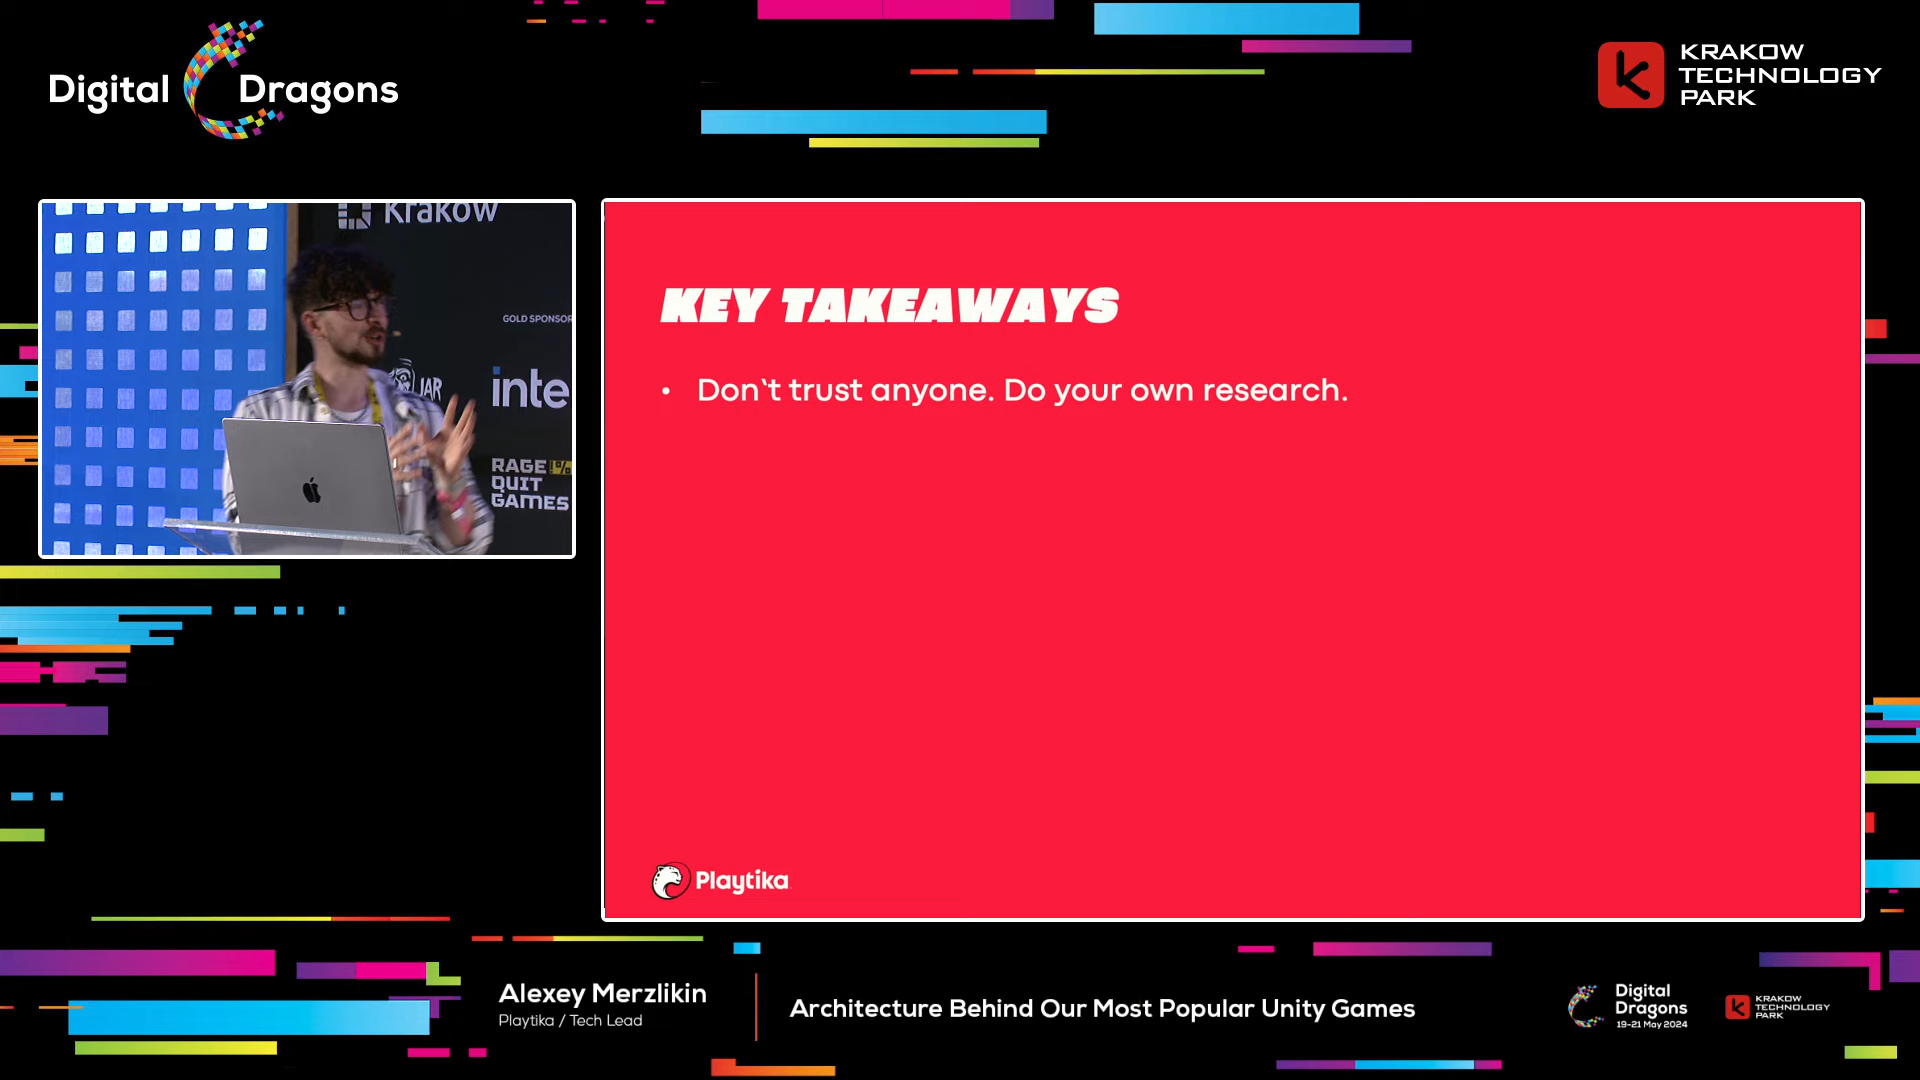 Digital Dragons
KRAKOW
TECHNOLOGY
PARK
Krakow
GOLD SPONSOR
JAR
inte
RAGE
QUIT
GAMES
KEY TAKEAWAYS
• Don‘t trust anyone. Do your own research.
Playtika
Alexey Merzlikin
Playtika / Tech Lead
Architecture Behind Our Most Popular Unity Games
Digital
Dragons
19-21 May 2024
KRAKOW
TECHNOLOGY
PARK